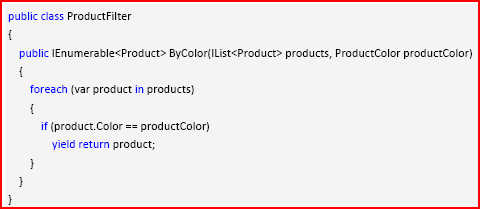 public class ProductFilter
{
public IEnumerable<Product> ByColor(IList<Product> products, ProductColor productColor)
{
foreach (var product in products)
{
if (product.Color == productColor)
yield return product;
}
}
}